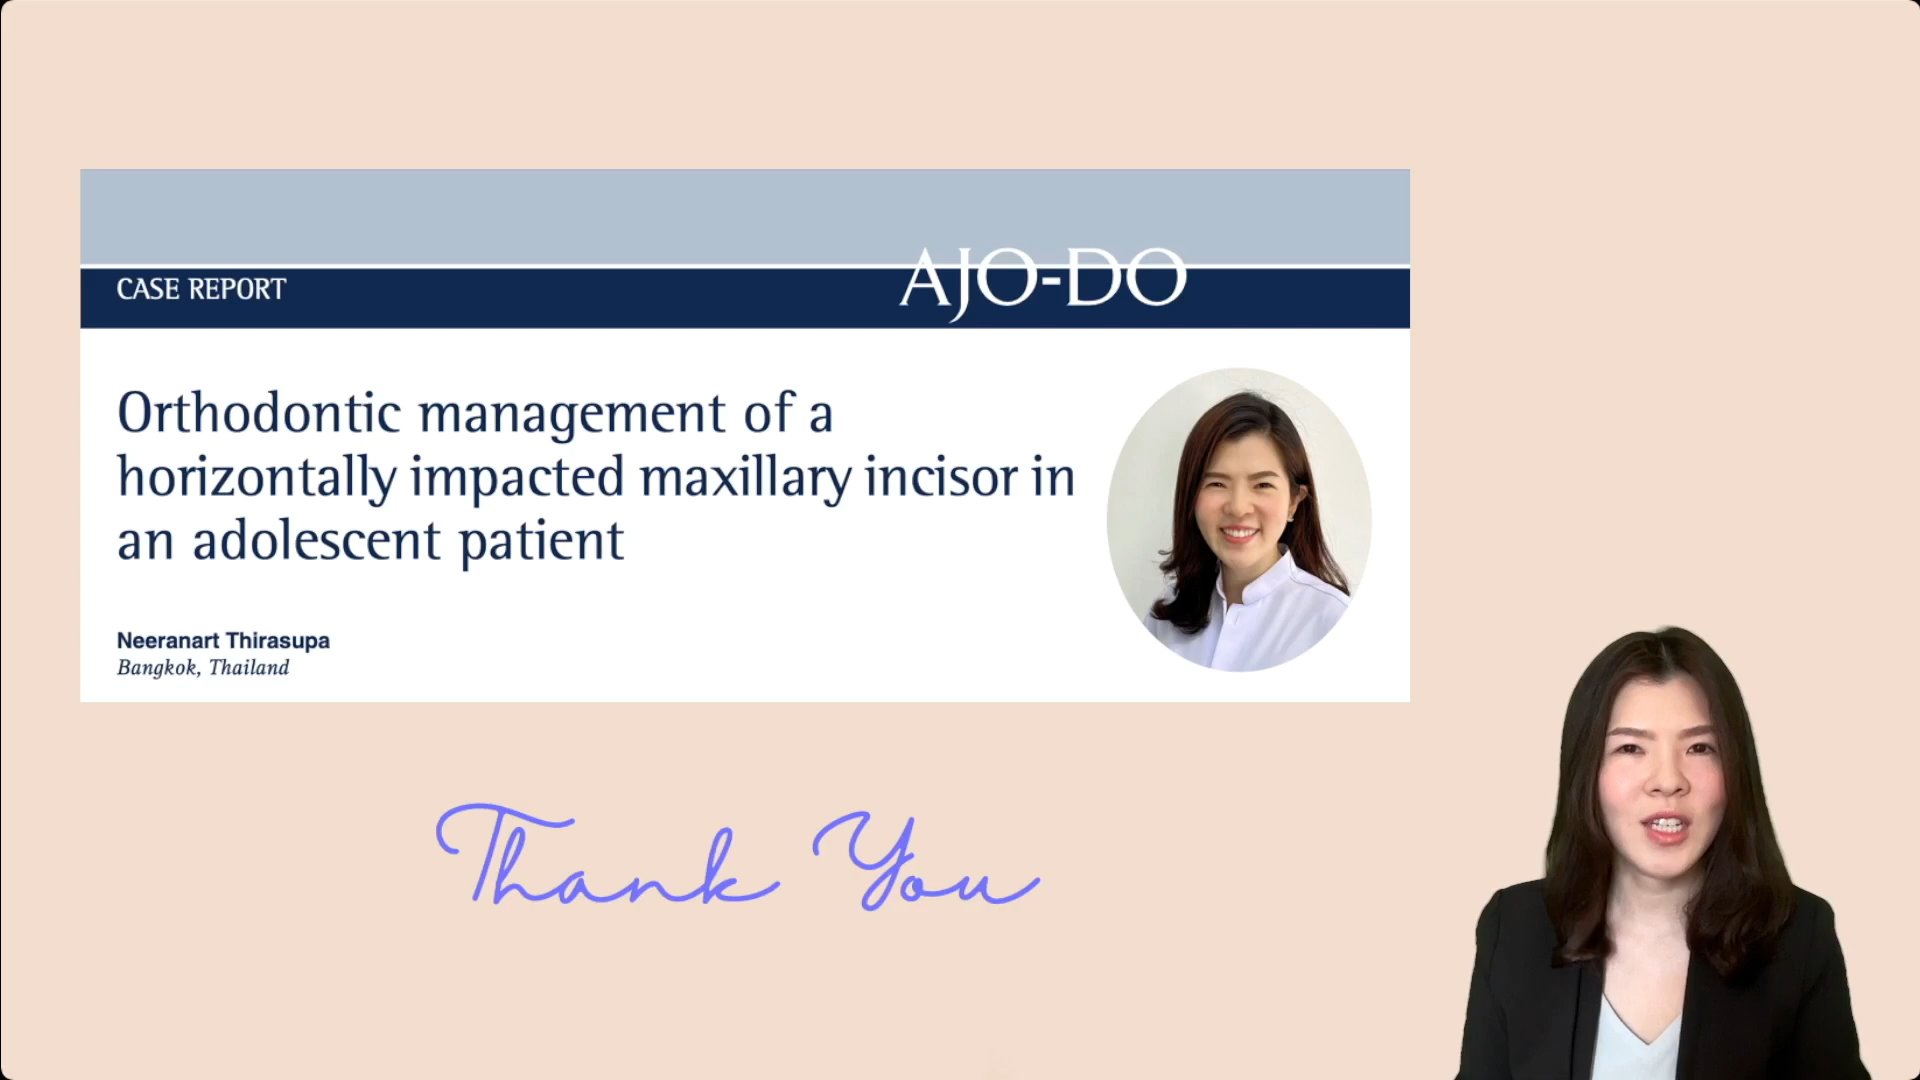 CASE REPORT
AJO-DO
Orthodontic management of a
horizontally impacted maxillary incisor in
an adolescent patient
Neeranart Thirasupa
Bangkok, Thailand
Thank You